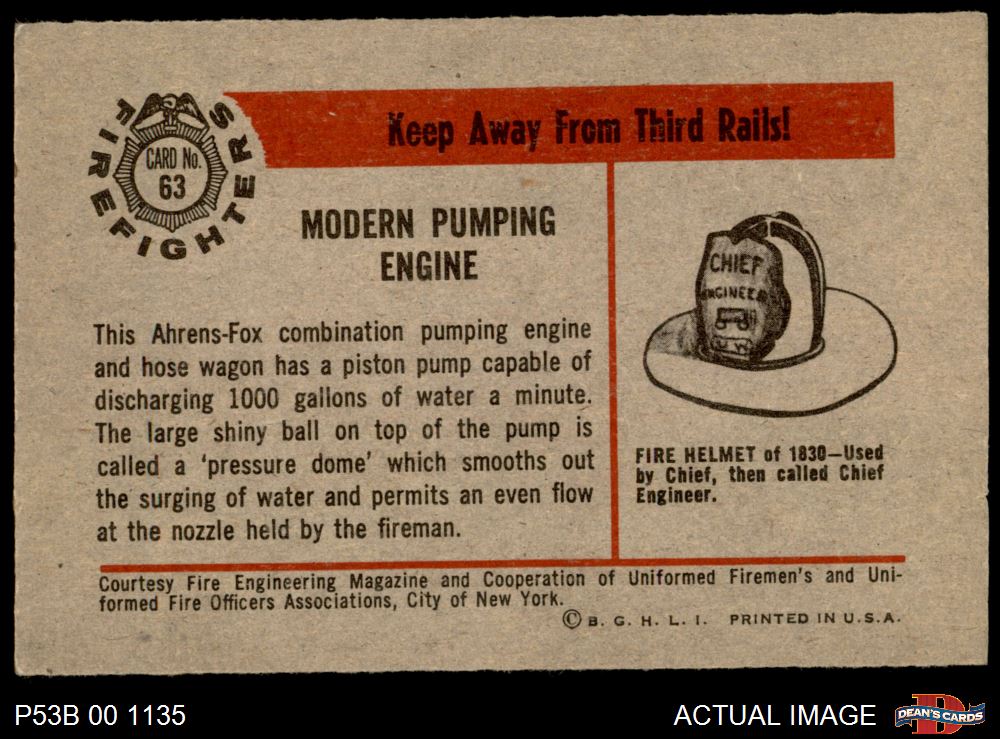 FIREFIGHTERS
CARD No.
63
Keep Away From Third Rails!
MODERN PUMPING
ENGINE
This Ahrens-Fox combination pumping engine
and hose wagon has a piston pump capable of
discharging 1000 gallons of water a minute.
The large shiny ball on top of the pump is
called a 'pressure dome' which smooths out
the surging of water and permits an even flow
at the nozzle held by the fireman.
CHIEF
ENGINEER
FIRE HELMET of 1830—Used
by Chief, then called Chief
Engineer.
Courtesy Fire Engineering Magazine and Cooperation of Uniformed Firemen's and Uni-
formed Fire Officers Associations, City of New York.
© B. G. H. L. I. PRINTED IN U.S.A.
P53B 00 1135
ACTUAL IMAGE
D
DEAN'S CARDS